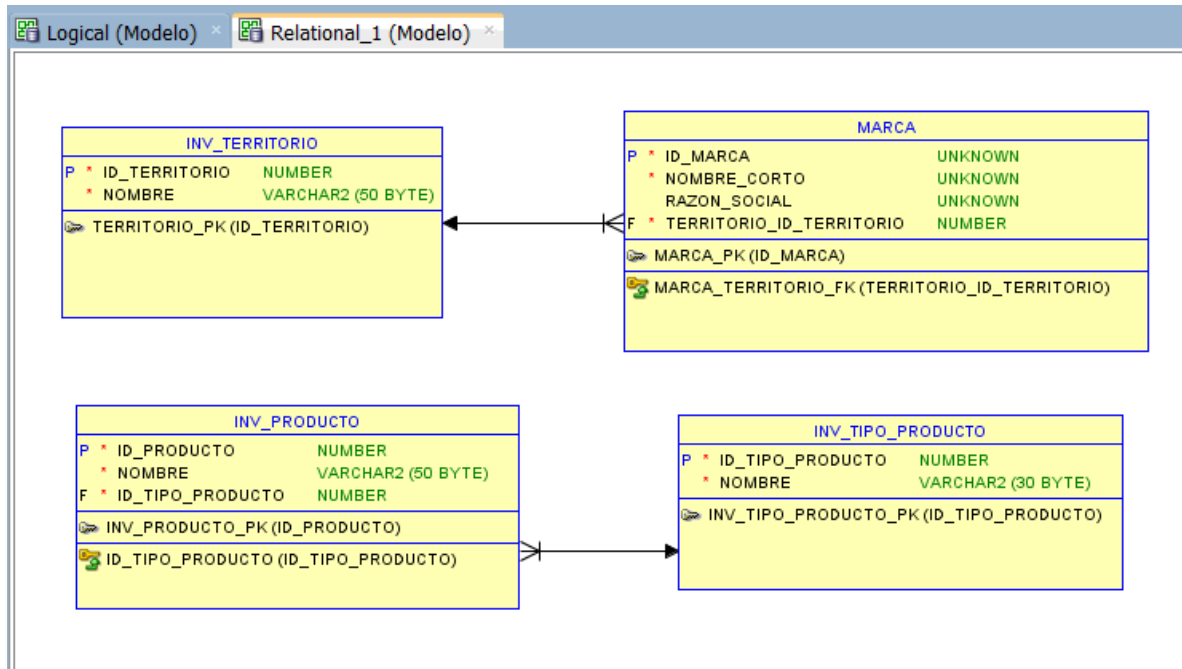 Logical (Modelo) × Relational_1 (Modelo) ×
INV_TERRITORIO
P * ID_TERRITORIO NUMBER
* NOMBRE VARCHAR2 (50 BYTE)
TERRITORIO_PK (ID_TERRITORIO)
MARCA
P * ID_MARCA UNKNOWN
* NOMBRE_CORTO UNKNOWN
RAZON_SOCIAL UNKNOWN
F * TERRITORIO_ID_TERRITORIO NUMBER
MARCA_PK (ID_MARCA)
MARCA_TERRITORIO_FK (TERRITORIO_ID_TERRITORIO)
INV_PRODUCTO
P * ID_PRODUCTO NUMBER
* NOMBRE VARCHAR2 (50 BYTE)
F * ID_TIPO_PRODUCTO NUMBER
INV_PRODUCTO_PK (ID_PRODUCTO)
ID_TIPO_PRODUCTO (ID_TIPO_PRODUCTO)
INV_TIPO_PRODUCTO
P * ID_TIPO_PRODUCTO NUMBER
* NOMBRE VARCHAR2 (30 BYTE)
INV_TIPO_PRODUCTO_PK (ID_TIPO_PRODUCTO)